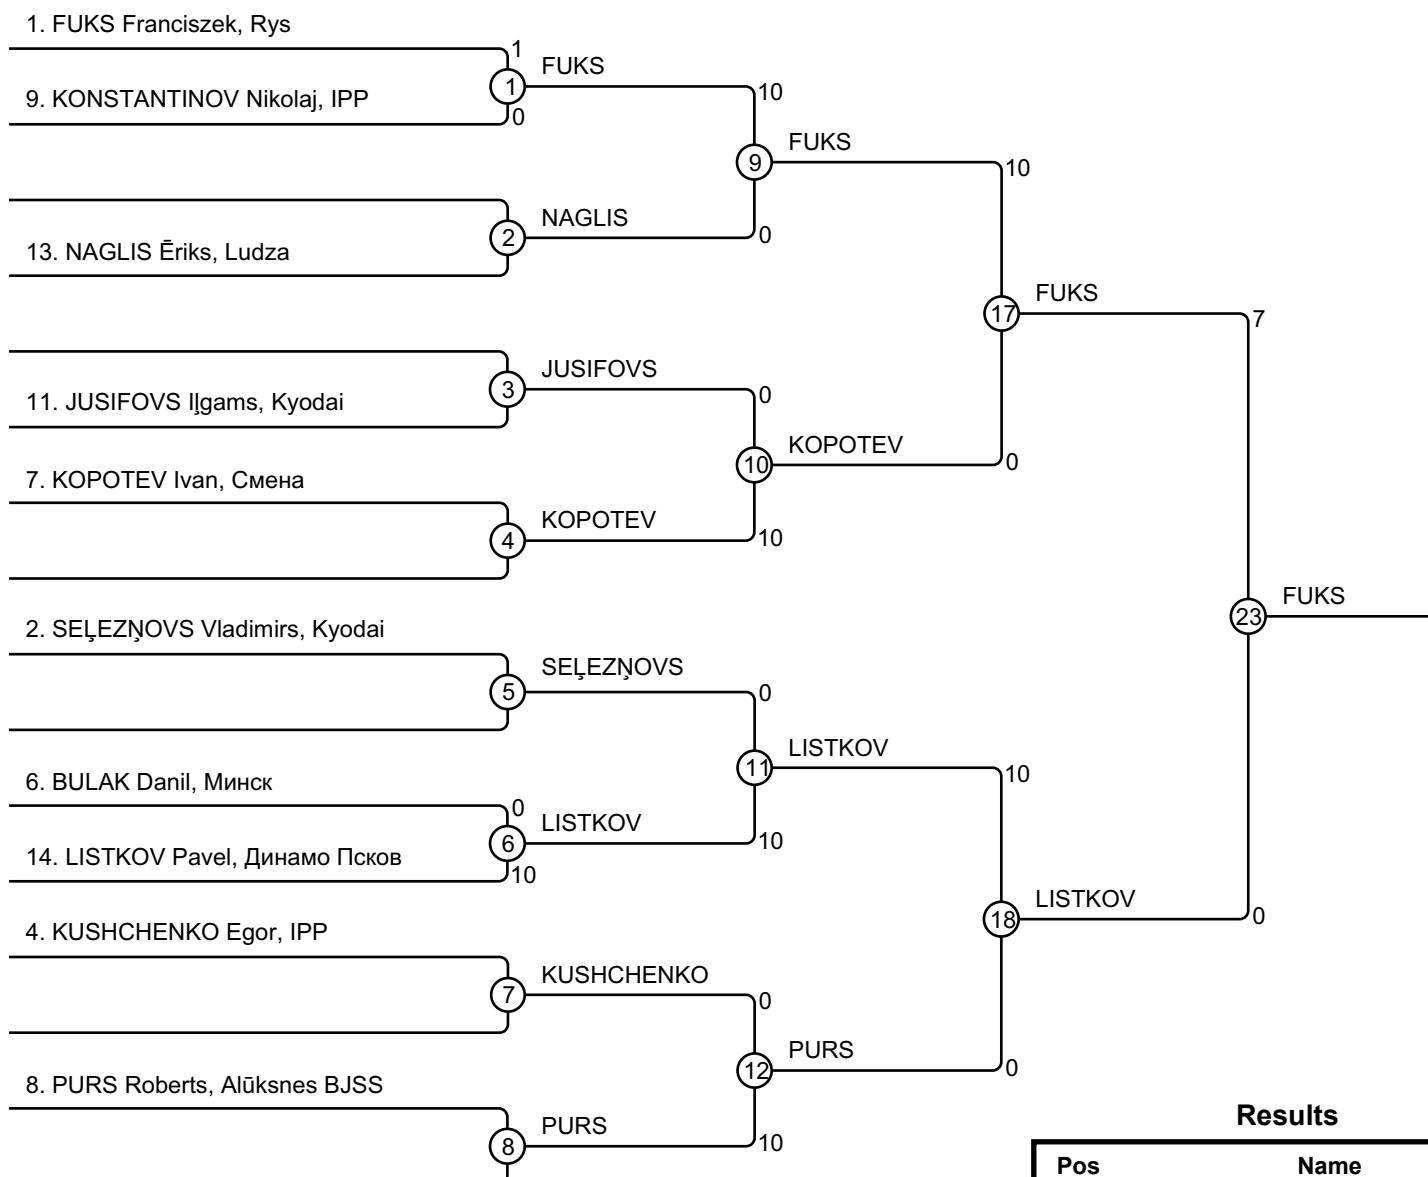 1. FUKS Franciszek, Rys
1
FUKS
1
10
9. KONSTANTINOV Nikolaj, IPP
0
FUKS
9
10
NAGLIS
2
0
13. NAGLIS Ēriks, Ludza
FUKS
17
7
JUSIFOVS
3
0
11. JUSIFOVS Iļgams, Kyodai
KOPOTEV
10
0
7. KOPOTEV Ivan, Смена
KOPOTEV
4
10
FUKS
23
2. SEĻEZŅOVS Vladimirs, Kyodai
SEĻEZŅOVS
5
0
LISTKOV
11
10
6. BULAK Danil, Минск
0
LISTKOV
6
10
14. LISTKOV Pavel, Динамо Псков
10
LISTKOV
18
0
4. KUSHCHENKO Egor, IPP
KUSHCHENKO
7
0
PURS
12
0
8. PURS Roberts, Alūksnes BJSS
PURS
8
10
Results
Pos Name